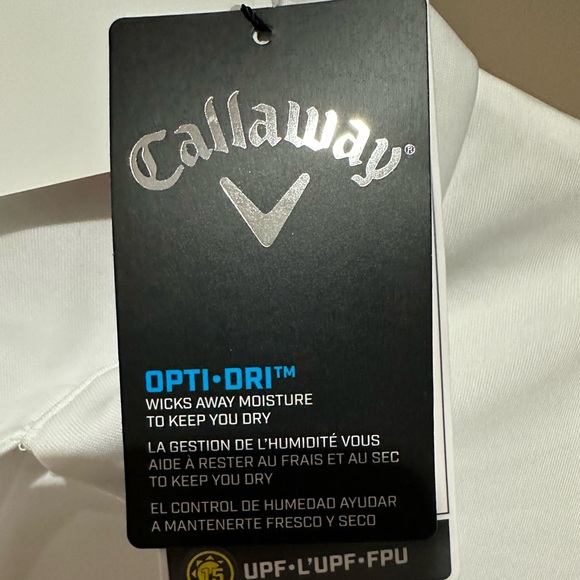 Callaway®
OPTI•DRI™
WICKS AWAY MOISTURE
TO KEEP YOU DRY
LA GESTION DE L'HUMIDITÉ VOUS
AIDE À RESTER AU FRAIS ET AU SEC
TO KEEP YOU DRY
EL CONTROL DE HUMEDAD AYUDAR
A MANTENERTE FRESCO Y SECO
15 UPF•L'UPF•FPU